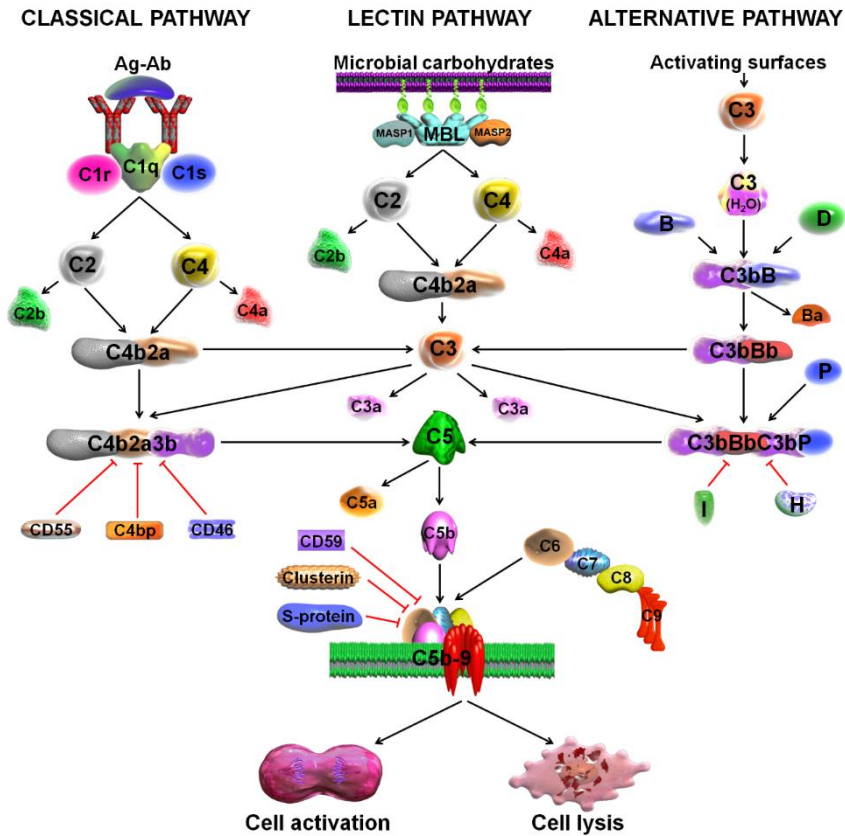 CLASSICAL PATHWAY
LECTIN PATHWAY
ALTERNATIVE PATHWAY
Ag-Ab
Microbial carbohydrates
Activating surfaces
C1r
C1q
C1s
MASP1
MBL
MASP2
C3
C3
(H₂O)
C2
C4
C2b
C4a
C2
C4
C2b
C4a
B
D
C3bB
Ba
C4b2a
C4b2a
C3
C3bBb
P
C3a
C3a
C4b2a3b
C5
C3bBbC3bP
CD55
C4bp
CD46
C5a
I
H
CD59
Clusterin
S-protein
C5b
C6
C7
C8
C9
C5b-9
Cell activation
Cell lysis